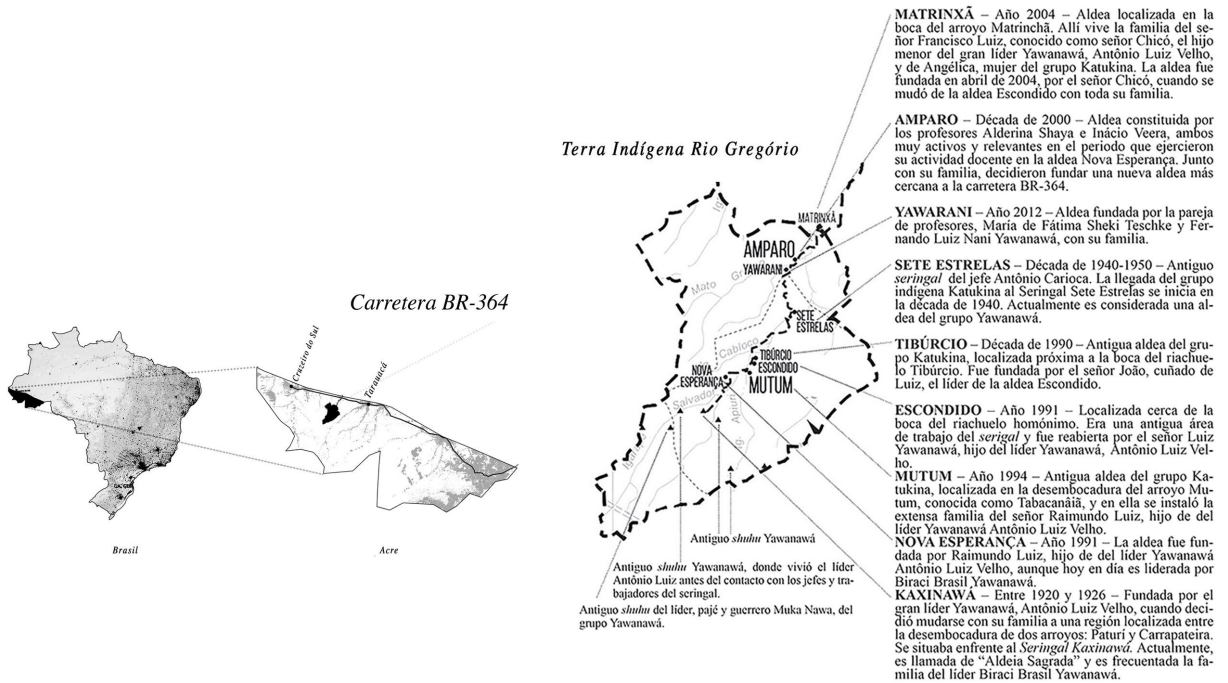 Carretera BR-364
Cruzeiro do Sul
Tarauacá
Brasil
Acre
Terra Indígena Rio Gregório
MATRINXÃ
AMPARO
YAWARANI
Mato
SETE
ESTRELAS
Cabloco
TIBÚRCIO
ESCONDIDO
NOVA
ESPERANÇA
MUTUM
Salvador
Ig.
Antiguo shuhu Yawanawá
Antiguo shuhu Yawanawá, donde vivió el líder
Antônio Luiz antes del contacto con los jefes y tra-
bajadores del seringal.
Antiguo shuhu del líder, pajé y guerrero Muka Nawa, del
grupo Yawanawá.
MATRINXÃ – Año 2004 – Aldea localizada en la
boca del arroyo Matrinchã. Allí vive la familia del se-
ñor Francisco Luiz, conocido como señor Chicó, el hijo
menor del gran líder Yawanawá, Antônio Luiz Velho,
y de Angélica, mujer del grupo Katukina. La aldea fue
fundada en abril de 2004, por el señor Chicó, cuando se
mudó de la aldea Escondido con toda su familia.
AMPARO – Década de 2000 – Aldea constituida por
los profesores Alderina Shaya e Inácio Veera, ambos
muy activos y relevantes en el periodo que ejercieron
su actividad docente en la aldea Nova Esperança. Junto
con su familia, decidieron fundar una nueva aldea más
cercana a la carretera BR-364.
YAWARANI – Año 2012 – Aldea fundada por la pareja
de profesores, María de Fátima Sheki Teschke y Fer-
nando Luiz Nani Yawanawá, con su familia.
SETE ESTRELAS – Década de 1940-1950 – Antiguo
seringal del jefe Antônio Carioca. La llegada del grupo
indígena Katukina al Seringal Sete Estrelas se inicia en
la década de 1940. Actualmente es considerada una al-
dea del grupo Yawanawá.
TIBÚRCIO – Década de 1990 – Antigua aldea del gru-
po Katukina, localizada próxima a la boca del riachue-
lo Tibúrcio. Fue fundada por el señor João, cuñado de
Luiz, el líder de la aldea Escondido.
ESCONDIDO – Año 1991 – Localizada cerca de la
boca del riachuelo homónimo. Era una antigua área
de trabajo del serigal y fue reabierta por el señor Luiz
Yawanawá, hijo del líder Yawanawá, Antônio Luiz Vel-
ho.
MUTUM – Año 1994 – Antigua aldea del grupo Ka-
tukina, localizada en la desembocadura del arroyo Mu-
tum, conocida como Tabacanâiã, y en ella se instaló la
extensa familia del señor Raimundo Luiz, hijo de del
líder Yawanawá Antônio Luiz Velho.
NOVA ESPERANÇA – Año 1991 – La aldea fue fun-
dada por Raimundo Luiz, hijo de del líder Yawanawá
Antônio Luiz Velho, aunque hoy en día es liderada por
Biraci Brasil Yawanawá.
KAXINAWÁ – Entre 1920 y 1926 – Fundada por el
gran líder Yawanawá, Antônio Luiz Velho, cuando deci-
dió mudarse con su familia a una región localizada entre
la desembocadura de dos arroyos: Paturí y Carrapateira.
Se situaba enfrente al Seringal Kaxinawá. Actualmente,
es llamada de “Aldeia Sagrada” y es frecuentada la fa-
milia del líder Biraci Brasil Yawanawá.